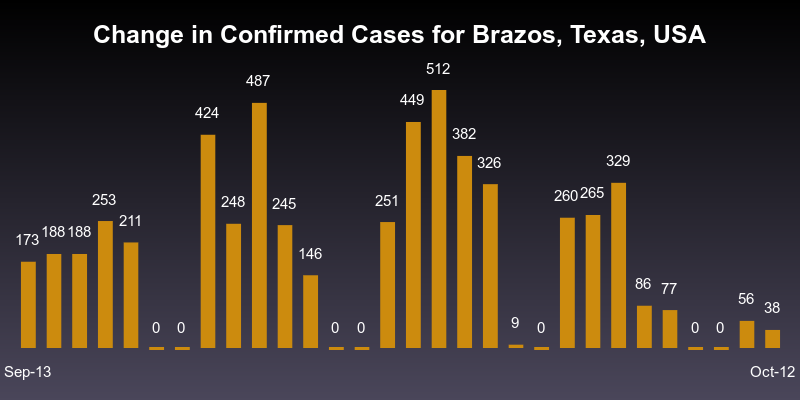 Change in Confirmed Cases for Brazos, Texas, USA
173 188 188 253 211 0 0 424 248 487 245 146 0 0 251 449 512 382 326 9 0 260 265 329 86 77 0 0 56 38
Sep-13 Oct-12